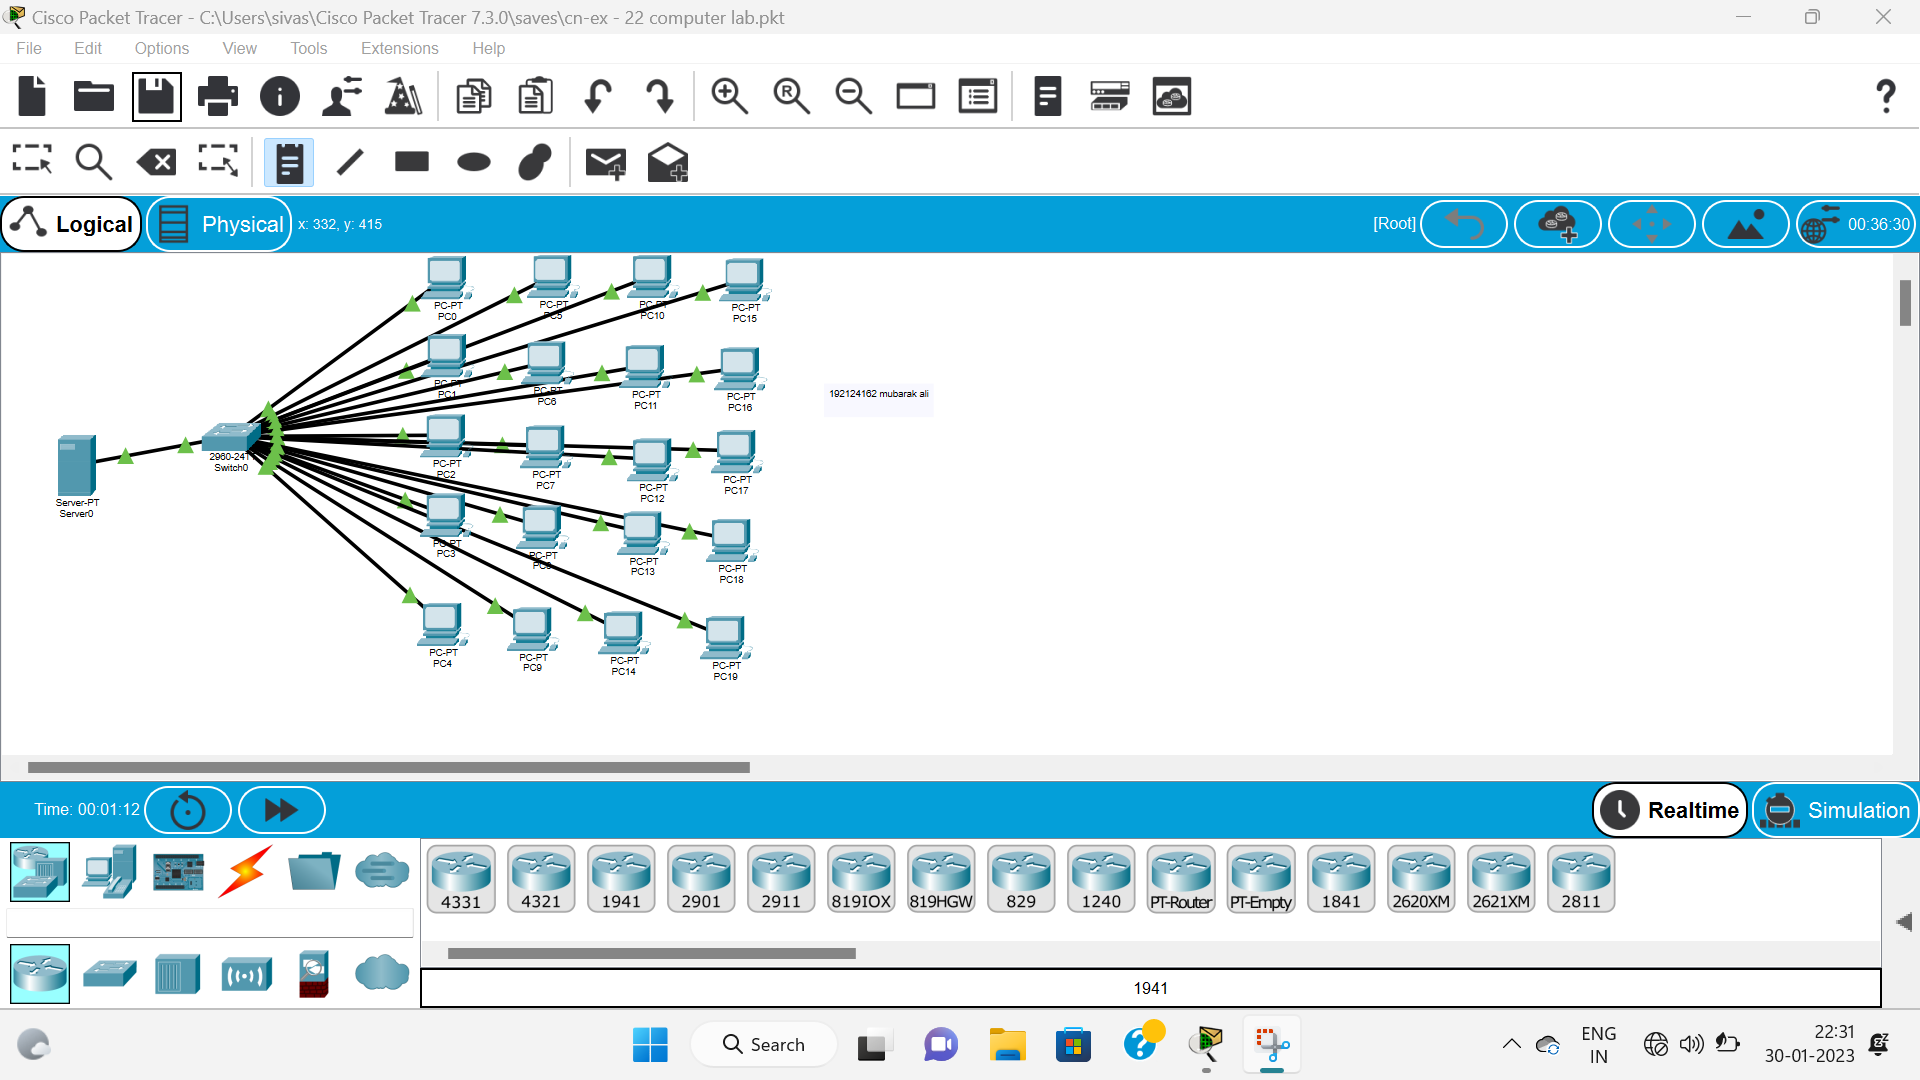 Cisco Packet Tracer - C:\Users\sivas\Cisco Packet Tracer 7.3.0\saves\cn-ex - 22 computer lab.pkt
File Edit Options View Tools Extensions Help
Logical Physical x: 332, y: 415 [Root] 00:36:30
PC-PT PC-PT PC-PT PC-PT
PC0 PC5 PC10 PC15
PC-PT PC-PT PC-PT PC-PT
PC1 PC6 PC11 PC16
192124162 mubarak ali
2960-24T
Switch0
PC-PT PC-PT PC-PT PC-PT
PC2 PC7 PC12 PC17
Server-PT
Server0
PC-PT PC-PT PC-PT PC-PT
PC3 PC13 PC18
PC-PT PC-PT PC-PT PC-PT
PC4 PC9 PC14 PC19
Time: 00:01:12 Realtime Simulation
4331 4321 1941 2901 2911 819IOX 819HGW 829 1240 PT-Router PT-Empty 1841 2620XM 2621XM 2811
1941
Search
ENG
IN
22:31
30-01-2023